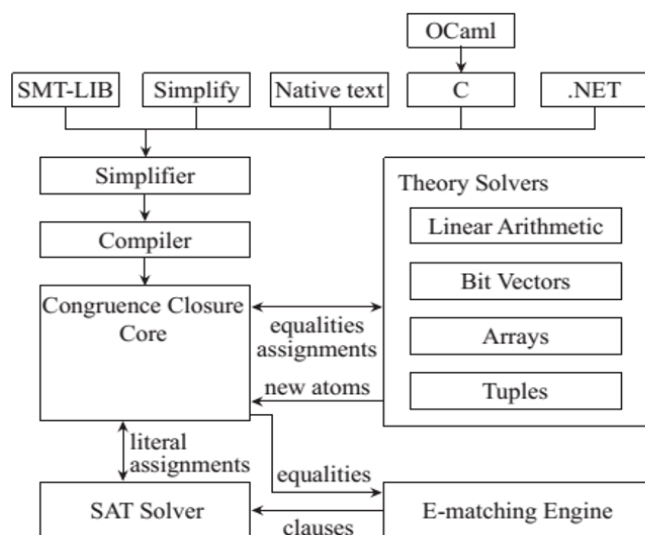 OCaml
SMT-LIB
Simplify
Native text
C
.NET
Simplifier
Theory Solvers
Compiler
Linear Arithmetic
Congruence Closure
Core
equalities
assignments
Bit Vectors
Arrays
new atoms
Tuples
literal
assignments
equalities
SAT Solver
clauses
E-matching Engine